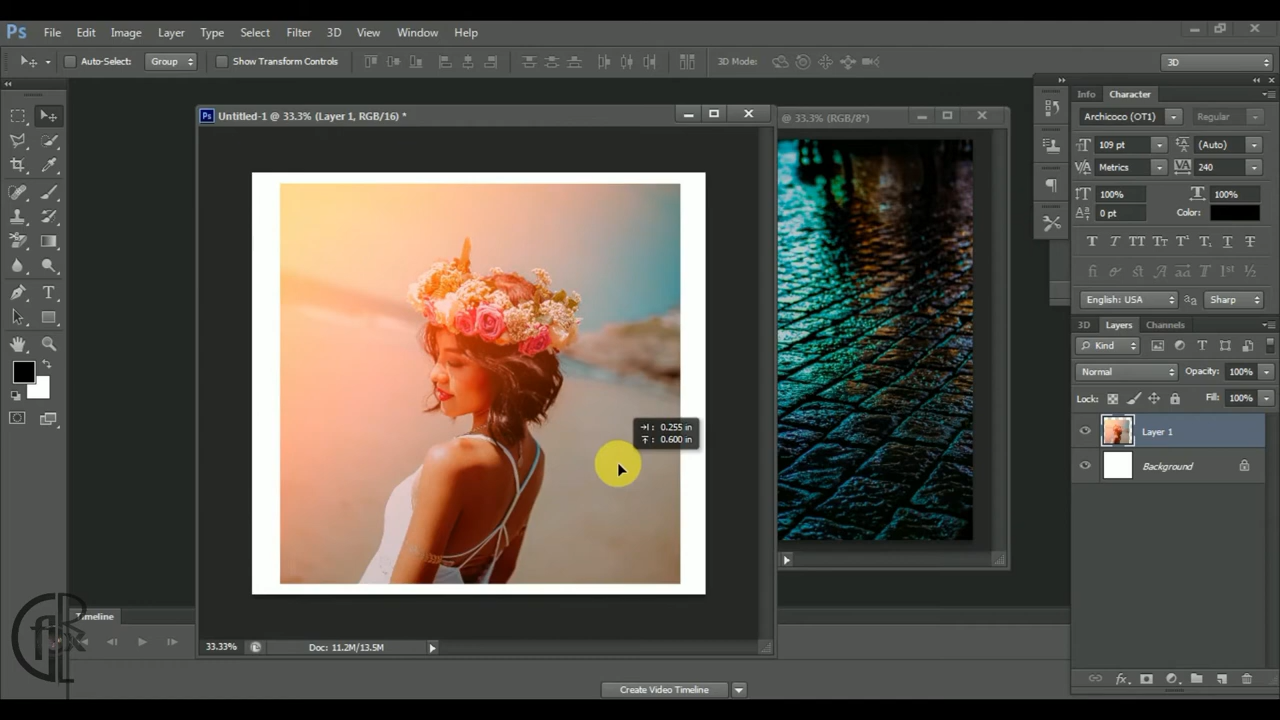 Ps File Edit Image Layer Type Select Filter 3D View Window Help
Auto-Select: Group Show Transform Controls 3D Mode: 3D
Untitled-1 @ 33.3% (Layer 1, RGB/16) *
@ 33.3% (RGB/8*)
Info Character
Archicoco (OT1) Regular
109 pt (Auto)
Metrics 240
100% 100%
0 pt Color:
English: USA aa Sharp
3D Layers Channels
Kind
Normal Opacity: 100%
Lock: Fill: 100%
Layer 1
Background
0.255 in
0.600 in
33.33% Doc: 11.2M/13.5M
Timeline
Create Video Timeline